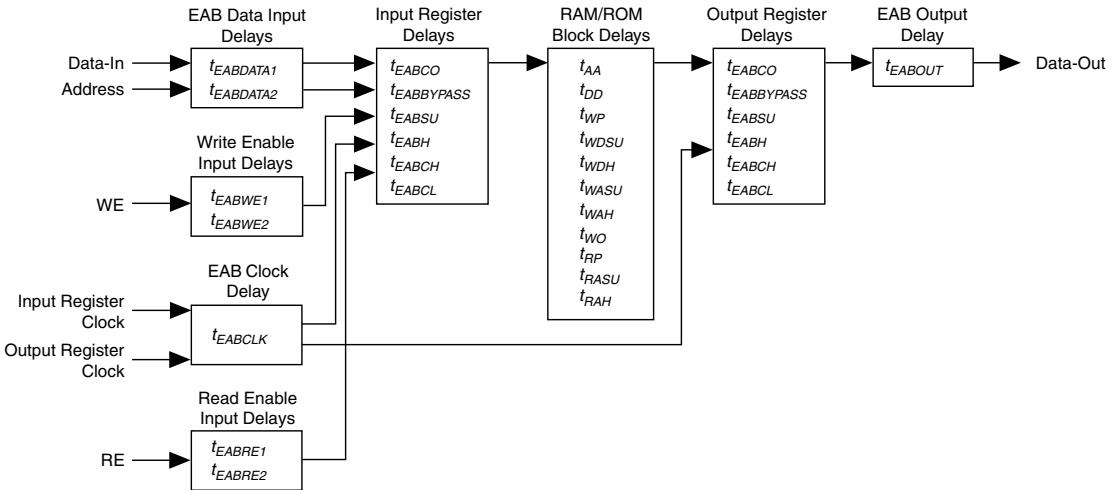 EAB Data Input
Delays
Input Register
Delays
RAM/ROM
Block Delays
Output Register
Delays
EAB Output
Delay
Data-In
Address
tEABDATA1
tEABDATA2
tEABCO
tEABBYPASS
tEABSU
tEABH
tEABCH
tEABCL
tAA
tDD
tWP
tWDSU
tWDH
tWASU
tWAH
tWO
tRP
tRASU
tRAH
tEABCO
tEABBYPASS
tEABSU
tEABH
tEABCH
tEABCL
tEABOUT
Data-Out
Write Enable
Input Delays
WE
tEABWE1
tEABWE2
EAB Clock
Delay
Input Register
Clock
Output Register
Clock
tEABCLK
Read Enable
Input Delays
RE
tEABRE1
tEABRE2